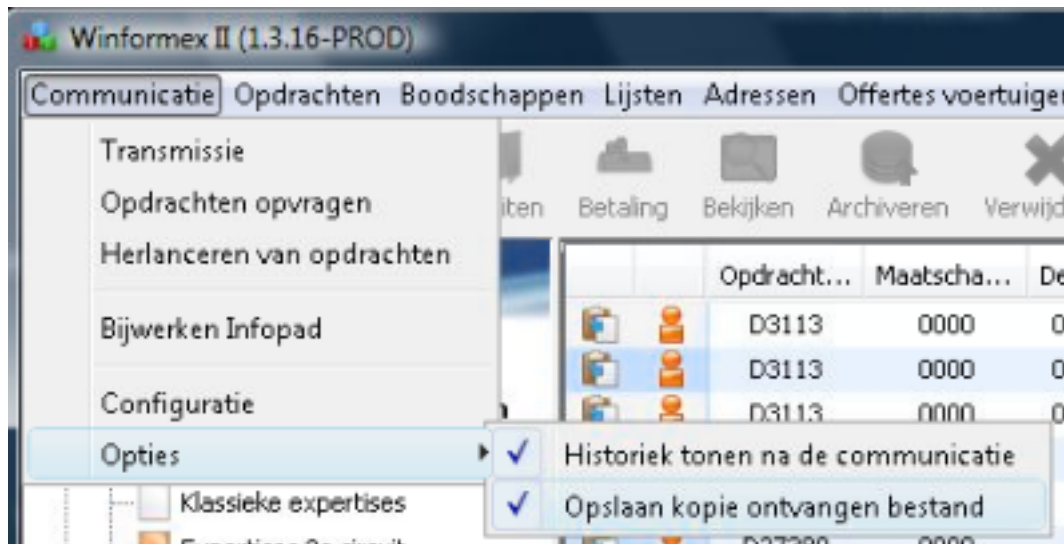 Winformex II (1.3.16-PROD)
Communicatie Opdrachten Boodschappen Lijsten Adressen Offertes
Transmissie
Opdrachten opvragen
Herlanceren van opdrachten
Bijwerken Infopad
Configuratie
Opties
Betaling Bekijken Archiveren
Opdracht... Maatscha...
D3113 0000
D3113 0000
D3113 0000
Historiek tonen na de communicatie
Opslaan kopie ontvangen bestand
Klassieke expertises